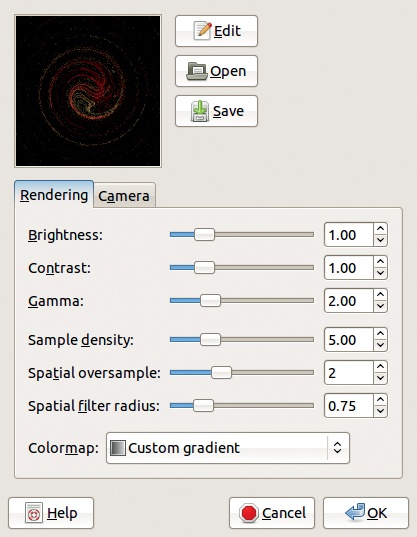 Edit
Open
Save
Rendering Camera
Brightness: 1.00
Contrast: 1.00
Gamma: 2.00
Sample density: 5.00
Spatial oversample: 2
Spatial filter radius: 0.75
Colormap: Custom gradient
Help Cancel OK